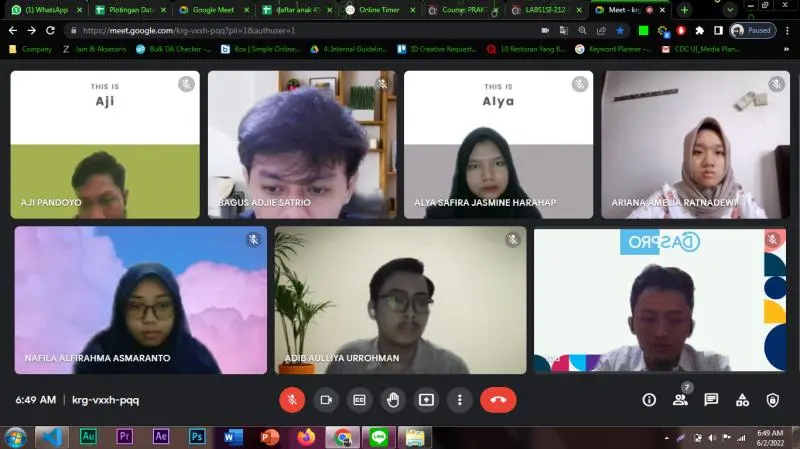 (1) WhatsApp
Plotingan Data
Google Meet
daftar anak 45
Online Timer
Course: PRAKT
LABS1SI-212-
Meet - krg
https://meet.google.com/krg-vxxh-pqq?pli=1&authuser=1
Paused
Company
Jam & Aksesoris
Bulk DA Checker -...
Box | Simple Online...
4. Internal Guidelin...
ID Creative Request...
10 Restoran Yang B...
Keyword Planner –...
CDC UI_Media Plan...
THIS IS
Aji
AJI PANDOYO
BAGUS ADJIE SATRIO
THIS IS
Alya
ALYA SAFIRA JASMINE HARAHAP
ARIANA AMELIA RATNADEWI
NAFILA ALFIRAHMA ASMARANTO
ADIB AULLIYA URROHMAN
DASPRO
6:49 AM | krg-vxxh-pqq
7
Au
Pr
Ae
Ps
W
P
LINE
6:49 AM
6/2/2022